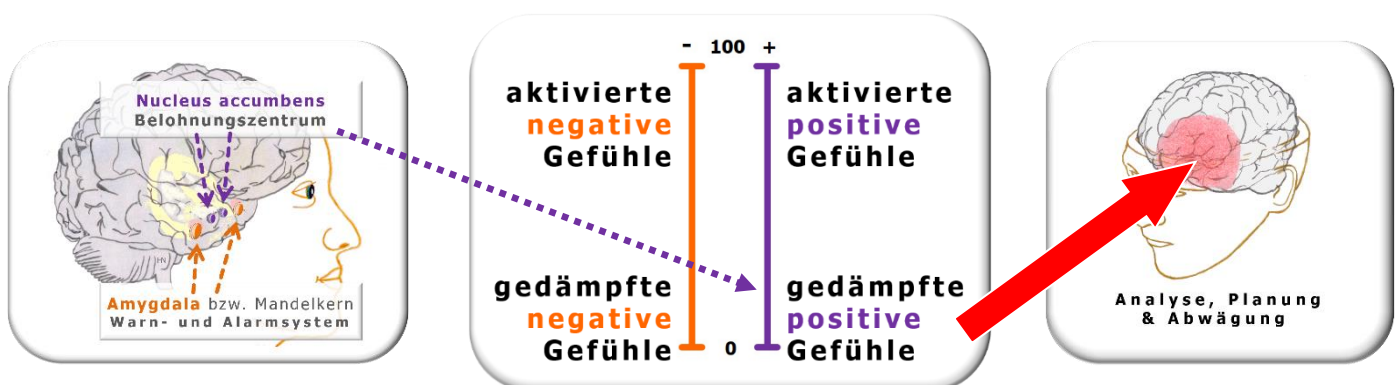 Nucleus accumbens
Belohnungszentrum
Amygdala bzw. Mandelkern
Warn- und Alarmsystem
HN
- 100 +
aktivierte
negative
Gefühle
aktivierte
positive
Gefühle
gedämpfte
negative
Gefühle
gedämpfte
positive
Gefühle
0
Analyse, Planung
& Abwägung